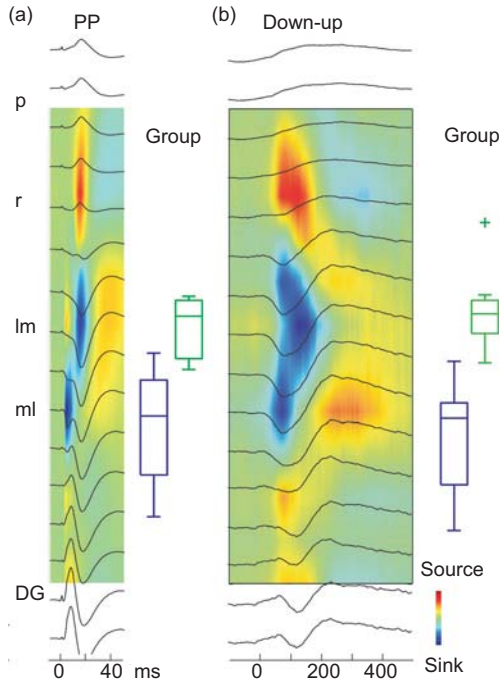 (a) PP (b) Down-up
p
Group Group
r
lm
ml
Source
DG
Sink
0 40 ms 0 200 400